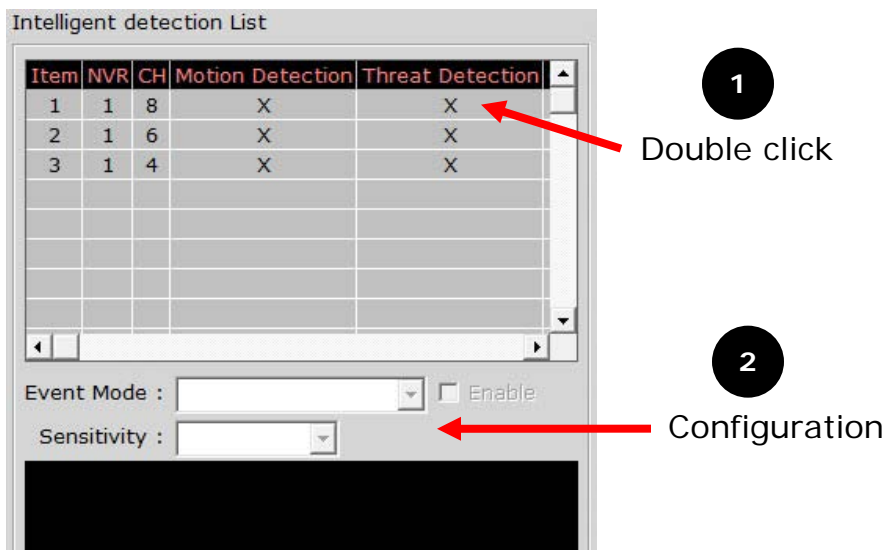 Intelligent detection List
Item NVR CH Motion Detection Threat Detection
1 1 8 X X
2 1 6 X X
3 1 4 X X
1
Double click
Event Mode : Enable
Sensitivity :
2
Configuration